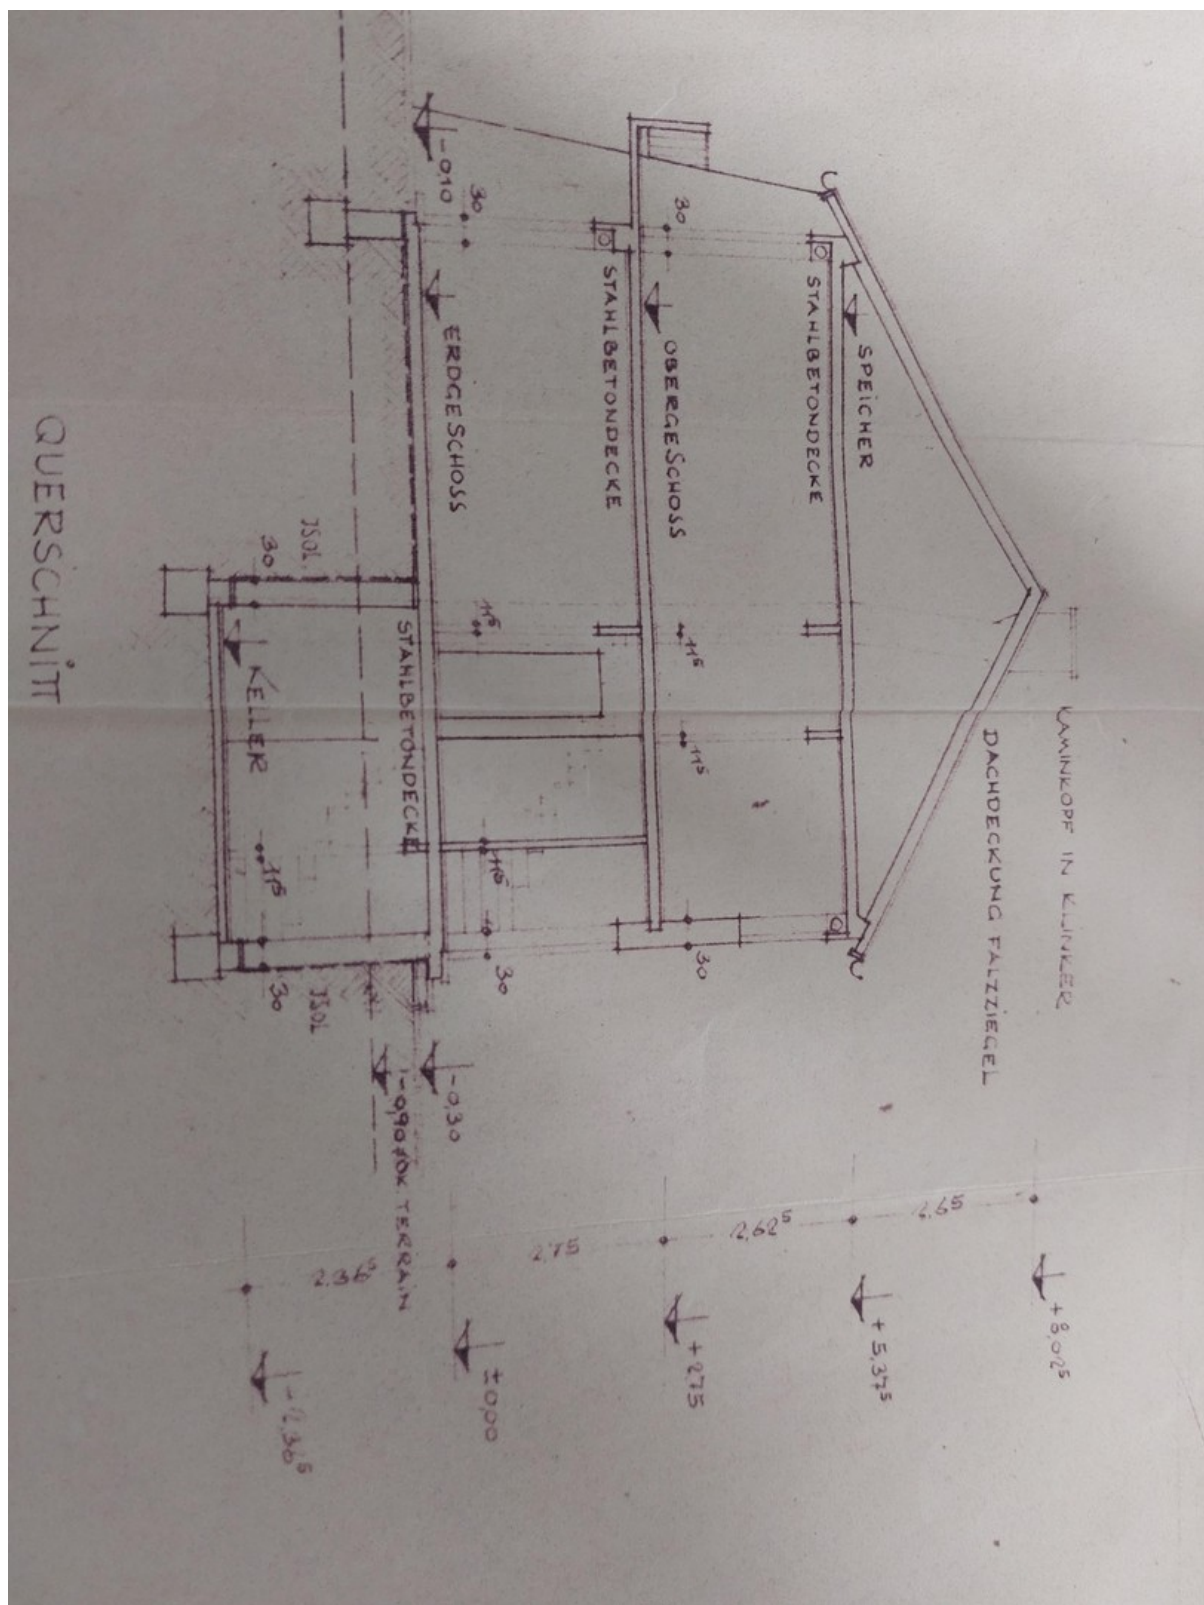 KAMINKOPF IN KLINKER
DACHDECKUNG FALZZIEGEL
+8,02⁵
2,65
SPEICHER
+5,37⁵
STAHLBETONDECKE
2,62⁵
30
11⁵
11⁵
30
OBERGESCHOSS
+2,75
STAHLBETONDECKE
2,75
30
11⁵
11⁵
30
-0,10
ERDGESCHOSS
±0,00
-0,30
STAHLBETONDECKE
-0,90 OK. TERRAIN
2,36⁵
ISOL.
ISOL
30
11⁵
30
KELLER
-2,36⁵
QUERSCHNITT